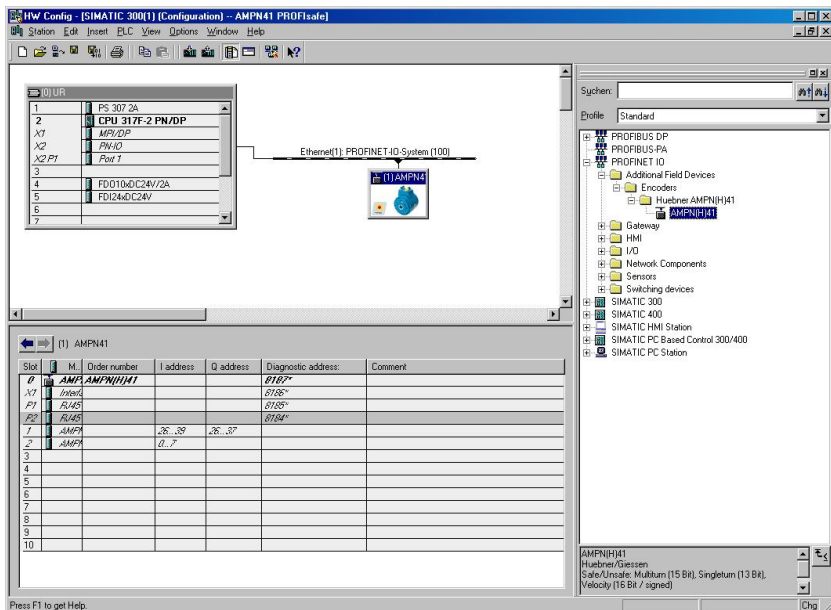 HW Config - [SIMATIC 300(1) (Configuration) -- AMPN41 PROFIsafe]
Station Edit Insert PLC View Options Window Help
(0) UR
1 PS 307 2A
2 CPU 317F-2 PN/DP
X1 MPI/DP
X2 PN-IO
X2 P1 Port 1
3
4 FDO10xDC24V/2A
5 FDI24xDC24V
6
7
Ethernet(1): PROFINET-IO-System (100)
(1) AMPN4
(1) AMPN41
Slot M.. Order number I address Q address Diagnostic address: Comment
0 AMP AMPN(H)41 8187*
X1 Interfa 8186*
P1 RJ45 8185*
P2 RJ45 8184*
1 AMPN 26...39 26...37
2 AMPN 0...7
3
4
5
6
7
8
9
10
Suchen:
Profile Standard
PROFIBUS DP
PROFIBUS-PA
PROFINET IO
Additional Field Devices
Encoders
Huebner AMPN(H)41
AMPN(H)41
Gateway
HMI
I/O
Network Components
Sensors
Switching devices
SIMATIC 300
SIMATIC 400
SIMATIC HMI Station
SIMATIC PC Based Control 300/400
SIMATIC PC Station
AMPN(H)41
Huebner/Giessen
Safe/Unsafe: Multiturn (15 Bit), Singleturn (13 Bit),
Velocity (16 Bit / signed)
Press F1 to get Help.
Chg